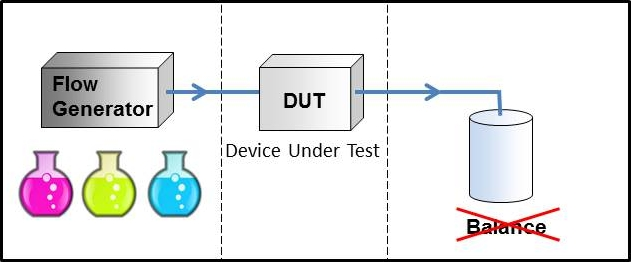 Flow
Generator
DUT
Device Under Test
Balance